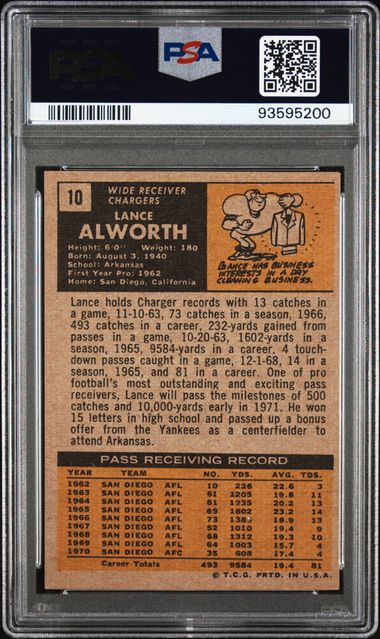 PSA
PSA
93595200
10
WIDE RECEIVER
CHARGERS
LANCE
ALWORTH
Height: 6'0" Weight: 180
Born: August 3, 1940
School: Arkansas
First Year Pro: 1962
Home: San Diego, California
LANCE HAS BUSINESS
INTERESTS IN A DRY
CLEANING BUSINESS.
Lance holds Charger records with 13 catches in
a game, 11-10-63, 73 catches in a season, 1966,
493 catches in a career, 232-yards gained from
passes in a game, 10-20-63, 1602-yards in a
season, 1965, 9584-yards in a career, 4 touch-
down passes caught in a game, 12-1-68, 14 in a
season, 1965, and 81 in a career. One of pro
football's most outstanding and exciting pass
receivers, Lance will pass the milestones of 500
catches and 10,000-yards early in 1971. He won
15 letters in high school and passed up a bonus
offer from the Yankees as a centerfielder to
attend Arkansas.
PASS RECEIVING RECORD
YEAR TEAM NO. YDS. AVG. TDS.
1962 SAN DIEGO AFL 10 226 22.6 3
1963 SAN DIEGO AFL 61 1205 19.8 11
1964 SAN DIEGO AFL 61 1235 20.2 13
1965 SAN DIEGO AFL 69 1602 23.2 14
1966 SAN DIEGO AFL 73 1383 18.9 13
1967 SAN DIEGO AFL 52 1010 19.4 9
1968 SAN DIEGO AFL 68 1312 19.3 10
1969 SAN DIEGO AFL 64 1003 15.7 4
1970 SAN DIEGO AFC 35 608 17.4 4
Career Totals 493 9584 19.4 81
© T.C.G. PRTD. IN U.S.A.